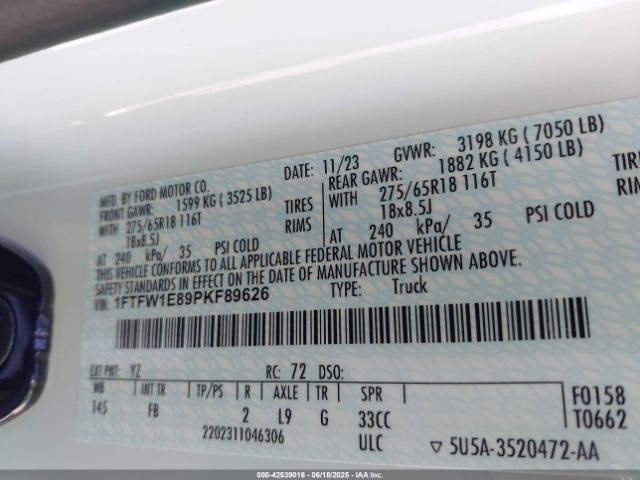 MFD. BY FORD MOTOR CO.
DATE: 11/23 GVWR: 3198 KG ( 7050 LB)
FRONT GAWR: 1599 KG ( 3525 LB)
REAR GAWR: 1882 KG ( 4150 LB)
WITH 275/65R18 116T TIRES
WITH 275/65R18 116T TIRE
18x8.5J RIMS
18x8.5J RIM
AT 240 kPa/ 35 PSI COLD
AT 240 kPa/ 35 PSI COLD
THIS VEHICLE CONFORMS TO ALL APPLICABLE FEDERAL MOTOR VEHICLE
SAFETY STANDARDS IN EFFECT ON THE DATE OF MANUFACTURE SHOWN ABOVE.
VIN: 1FTFW1E89PKF89626 TYPE: Truck
EXT PNT: YZ RC: 72 DSO:
WB INT TR TP/PS R AXLE TR SPR
145 FB 2 L9 G 33CC
F0158
T0662
2202311046306 ULC ▽ 5U5A-3520472-AA
000-42539016 - 06/18/2025 - IAAI.COM